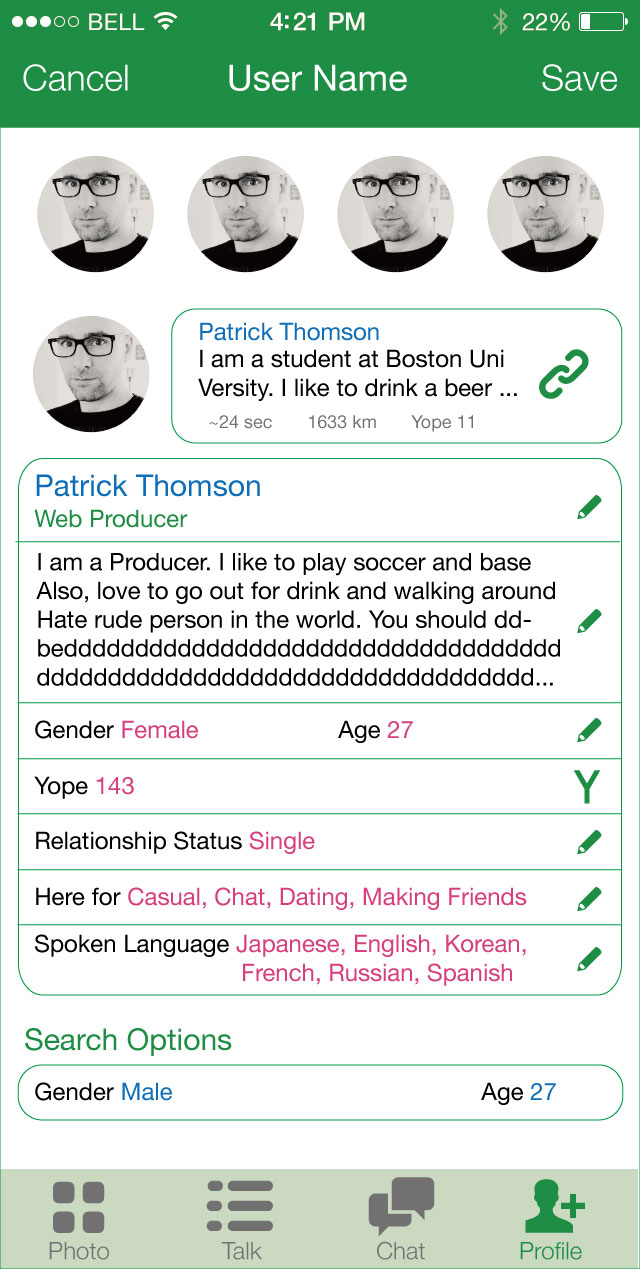 BELL 4:21 PM 22%
Cancel User Name Save
Patrick Thomson
I am a student at Boston Uni
Versity. I like to drink a beer ...
~24 sec 1633 km Yope 11
Patrick Thomson
Web Producer
I am a Producer. I like to play soccer and base
Also, love to go out for drink and walking around
Hate rude person in the world. You should dd-
bedddddddddddddddddddddddddddddddddd
ddddddddddddddddddddddddddddddddddd...
Gender Female Age 27
Yope 143
Y
Relationship Status Single
Here for Casual, Chat, Dating, Making Friends
Spoken Language Japanese, English, Korean,
French, Russian, Spanish
Search Options
Gender Male Age 27
Photo Talk Chat Profile